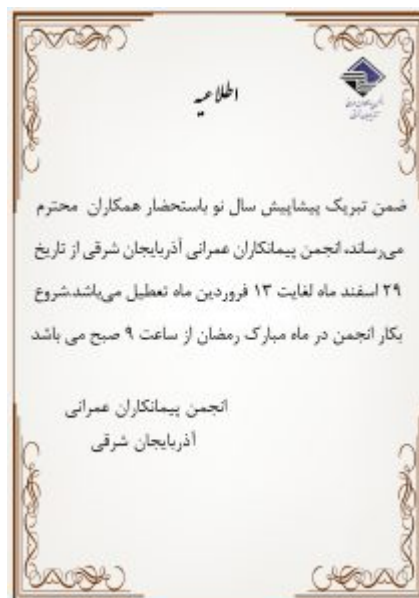 اطلاعیه
ضمن تبریک پیشاپیش سال نو باستحضار همکاران محترم
می‌رساند، انجمن پیمانکاران عمرانی آذربایجان شرقی از تاریخ
۲۹ اسفند ماه لغایت ۱۳ فروردین ماه تعطیل می‌باشد.شروع
بکار انجمن در ماه مبارک رمضان از ساعت ۹ صبح می باشد
انجمن پیمانکاران عمرانی
آذربایجان شرقی